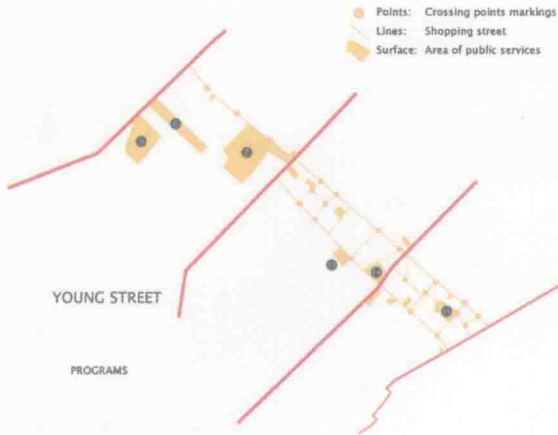 Points: Crossing points markings
Lines: Shopping street
Surface: Area of public services
YOUNG STREET
PROGRAMS